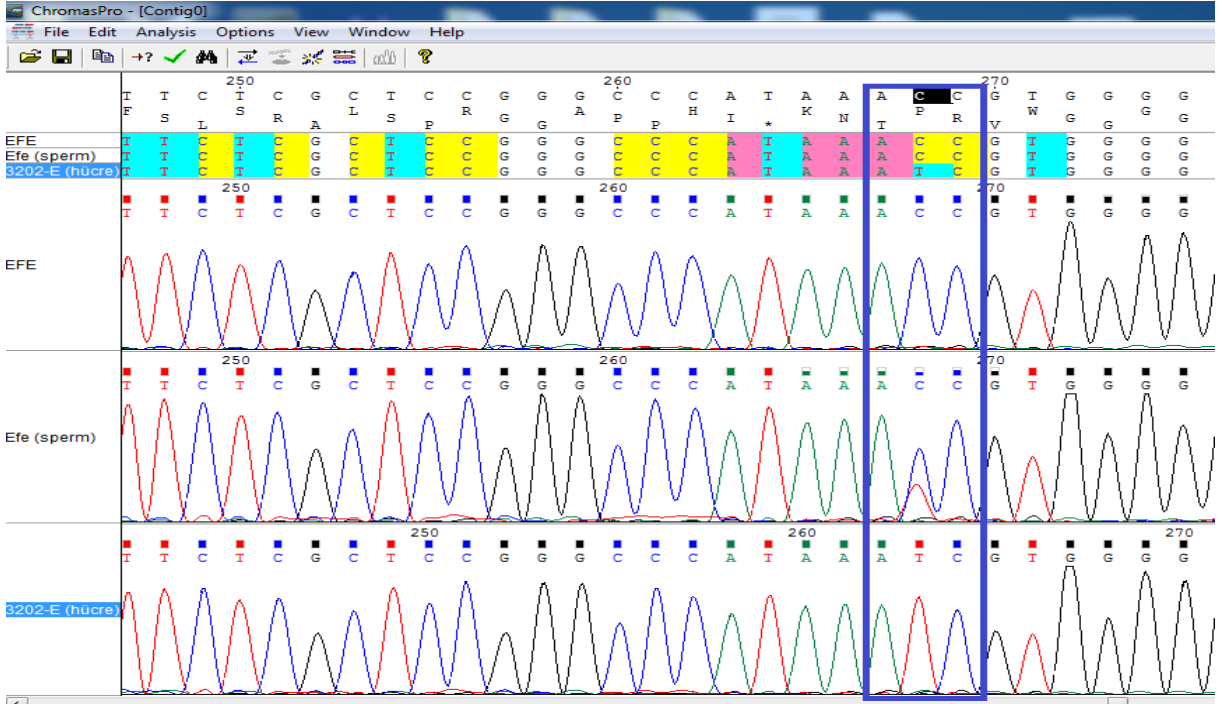 ChromasPro - [Contig0]
File Edit Analysis Options View Window Help
250 260 270
T T C T C G C T C C G G G C C C A T A A A C C G T G G G G
F S L S R A L S P R G G G A P P H I * K N T P R V W G G G G
EFE T T C T C G C T C C G G G C C C A T A A A C C G T G G G G
Efe (sperm) T T C T C G C T C C G G G C C C A T A A A C C G T G G G G
3202-E (hücre) T T C T C G C T C C G G G C C C A T A A A T C G T G G G G
250 260 270
T T C T C G C T C C G G G C C C A T A A A C C G T G G G G
EFE
250 260 270
T T C T C G C T C C G G G C C C A T A A A C C G T G G G G
Efe (sperm)
250 260 270
T T C T C G C T C C G G G C C C A T A A A T C G T G G G G
3202-E (hücre)